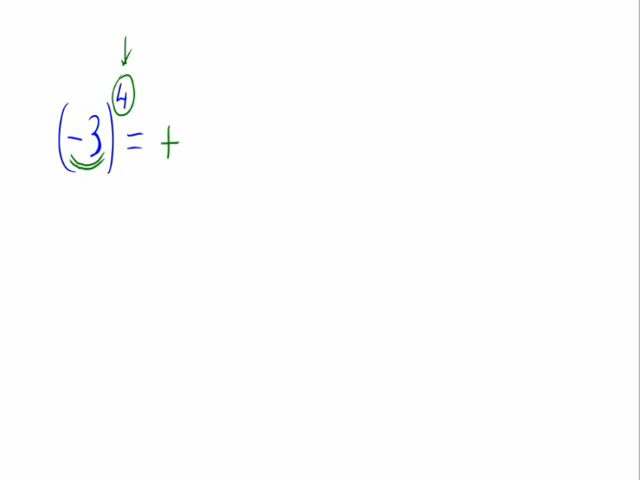 (-3)⁴ = +